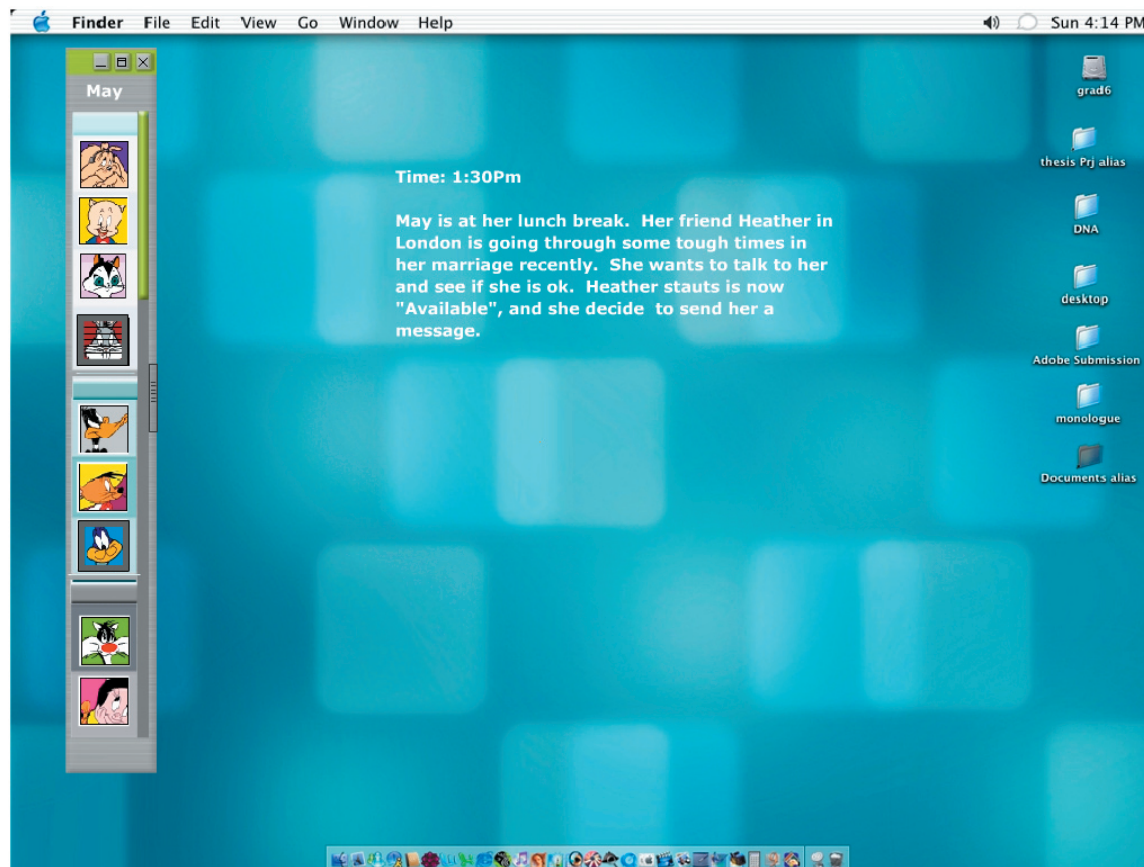 Finder File Edit View Go Window Help Sun 4:14 PM
May
Time: 1:30Pm
May is at her lunch break.  Her friend Heather in
London is going through some tough times in
her marriage recently.  She wants to talk to her
and see if she is ok.  Heather stauts is now
"Available", and she decide  to send her a
message.
grad6
thesis Prj alias
DNA
desktop
Adobe Submission
monologue
Documents alias